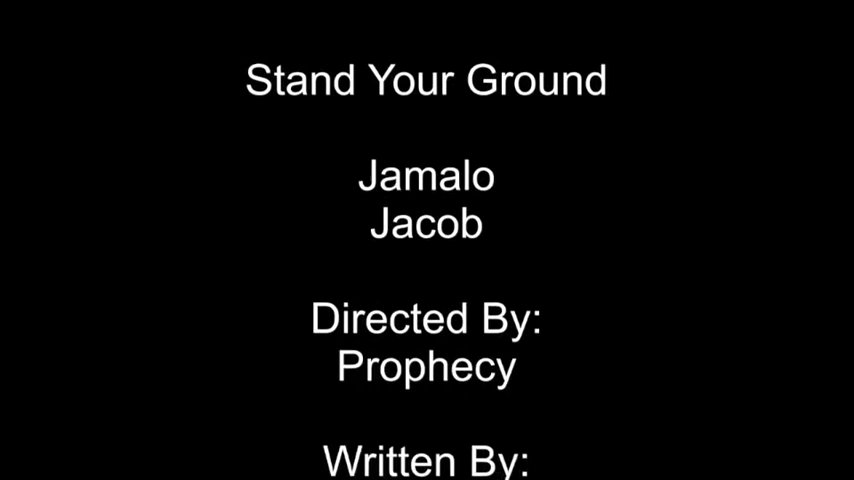 Stand Your Ground
Jamalo
Jacob
Directed By:
Prophecy
Written By: